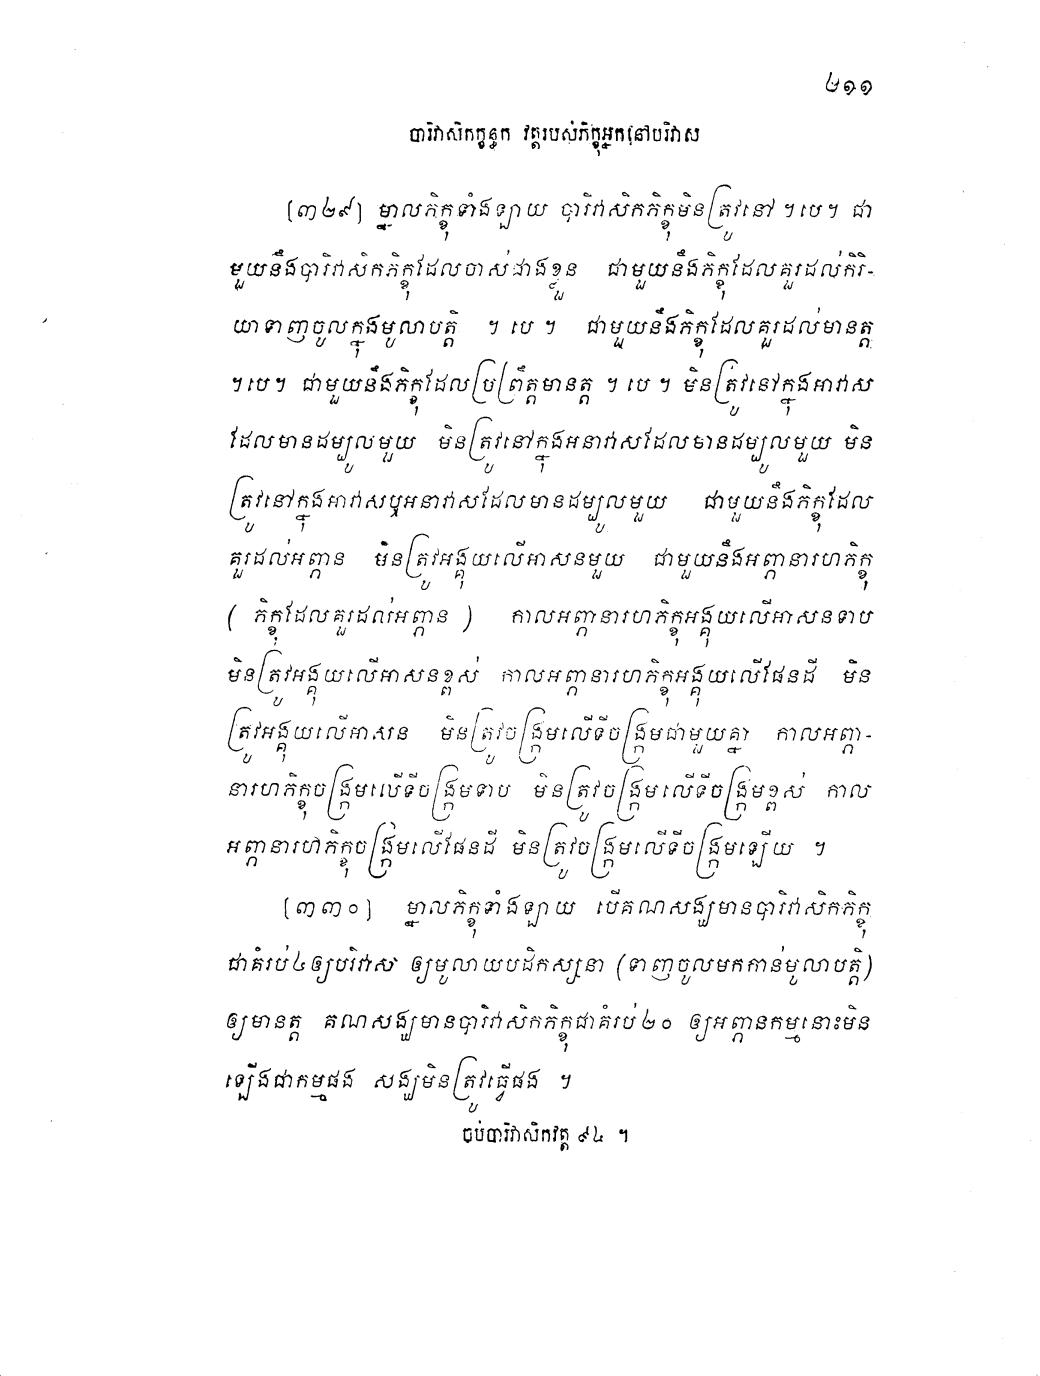 ២១១
បារិវាសិកក្ខន្ធក វត្តរបស់ភិក្ខុអ្នកនៅបរិវាស
[៣២៩] ម្នាលភិក្ខុទាំងឡាយ បារិវាសិកភិក្ខុមិនត្រូវនៅ ។បេ។ ជា
មួយនឹងបារិវាសិកភិក្ខុដែលចាស់ជាងខ្លួន ជាមួយនឹងភិក្ខុដែលគួរដល់កិរិ-
យាទាញចូលក្នុងមូលាបត្តិ ។ បេ ។ ជាមួយនឹងភិក្ខុដែលគួរដល់មានត្ត
។បេ។ ជាមួយនឹងភិក្ខុដែលប្រព្រឹត្តមានត្ត ។ បេ ។ មិនត្រូវនៅក្នុងអាវាស
ដែលមានដម្បូលមួយ មិនត្រូវនៅក្នុងអនាវាសដែលមានដម្បូលមួយ មិន
ត្រូវនៅក្នុងអាវាសឬអនាវាសដែលមានដម្បូលមួយ ជាមួយនឹងភិក្ខុដែល
គួរដល់អញ្ភាន មិនត្រូវអង្គុយលើអាសនមួយ ជាមួយនឹងអញ្ភានារហភិក្ខុ
( ភិក្ខុដែលគួរដល់អញ្ភាន ) កាលអញ្ភានារហភិក្ខុអង្គុយលើអាសនទាប
មិនត្រូវអង្គុយលើអាសនខ្ពស់ កាលអញ្ភានារហភិក្ខុអង្គុយលើផែនដី មិន
ត្រូវអង្គុយលើអាសន មិនត្រូវចង្ក្រមលើទីចង្ក្រមជាមួយគ្នា កាលអញ្ភា-
នារហភិក្ខុចង្ក្រមលើទីចង្ក្រមទាប មិនត្រូវចង្ក្រមលើទីចង្ក្រមខ្ពស់ កាល
អញ្ភានារហភិក្ខុចង្ក្រមលើផែនដី មិនត្រូវចង្ក្រមលើទីចង្ក្រមឡើយ ។
[៣៣០] ម្នាលភិក្ខុទាំងឡាយ បើគណសង្ឃមានបារិវាសិកភិក្ខុ
ជាគំរប់៤ឲ្យបរិវាស ឲ្យមូលាយបដិកស្សនា (ទាញចូលមកកាន់មូលាបត្តិ)
ឲ្យមានត្ត គណសង្ឃមានបារិវាសិកភិក្ខុជាគំរប់២០ ឲ្យអញ្ភានកម្មនោះមិន
ឡើងជាកម្មផង សង្ឃមិនត្រូវធ្វើផង ។
ចប់បារិវាសិកវត្ត ៩៤ ។